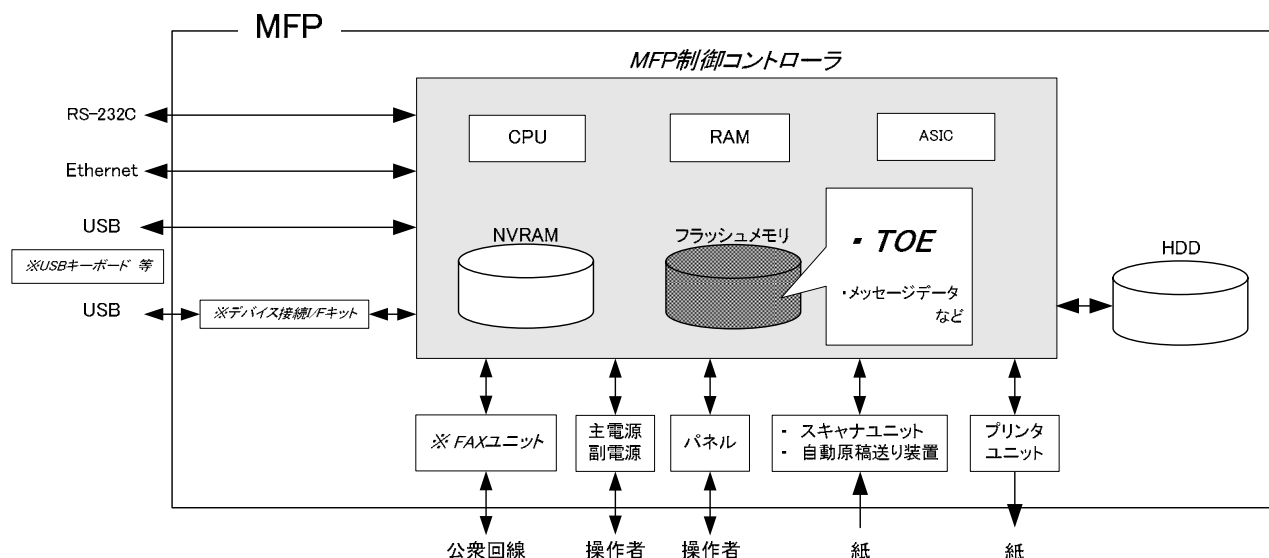 MFP
MFP制御コントローラ
RS-232C
CPU
RAM
ASIC
Ethernet
USB
NVRAM
フラッシュメモリ
・TOE
・メッセージデータ
など
HDD
※USBキーボード 等
USB
※デバイス接続I/Fキット
※ FAXユニット
主電源
副電源
パネル
・ スキャナユニット
・ 自動原稿送り装置
プリンタ
ユニット
公衆回線
操作者
操作者
紙
紙